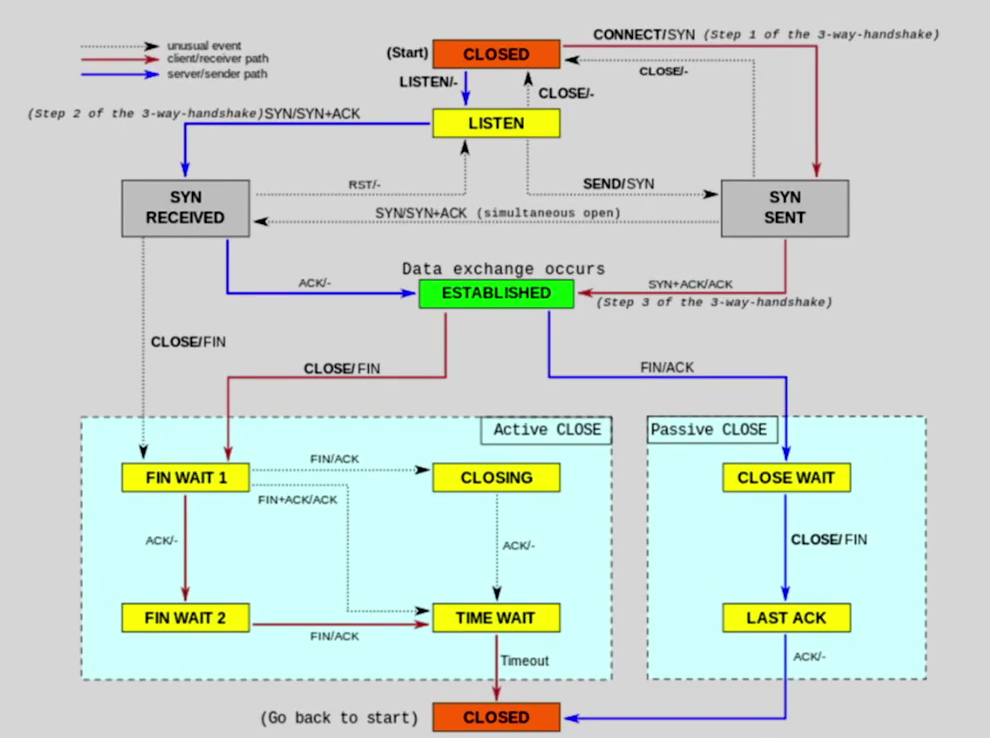 unusual event
client/receiver path
server/sender path
(Start)
CLOSED
CONNECT/SYN (Step 1 of the 3-way-handshake)
CLOSE/-
LISTEN/-
CLOSE/-
(Step 2 of the 3-way-handshake)SYN/SYN+ACK
LISTEN
SYN
RECEIVED
RST/-
SEND/SYN
SYN
SENT
SYN/SYN+ACK (simultaneous open)
Data exchange occurs
ACK/-
ESTABLISHED
SYN+ACK/ACK
(Step 3 of the 3-way-handshake)
CLOSE/FIN
CLOSE/FIN
FIN/ACK
Active CLOSE
Passive CLOSE
FIN WAIT 1
FIN/ACK
CLOSING
CLOSE WAIT
FIN+ACK/ACK
ACK/-
ACK/-
CLOSE/FIN
FIN WAIT 2
FIN/ACK
TIME WAIT
LAST ACK
Timeout
ACK/-
(Go back to start)
CLOSED